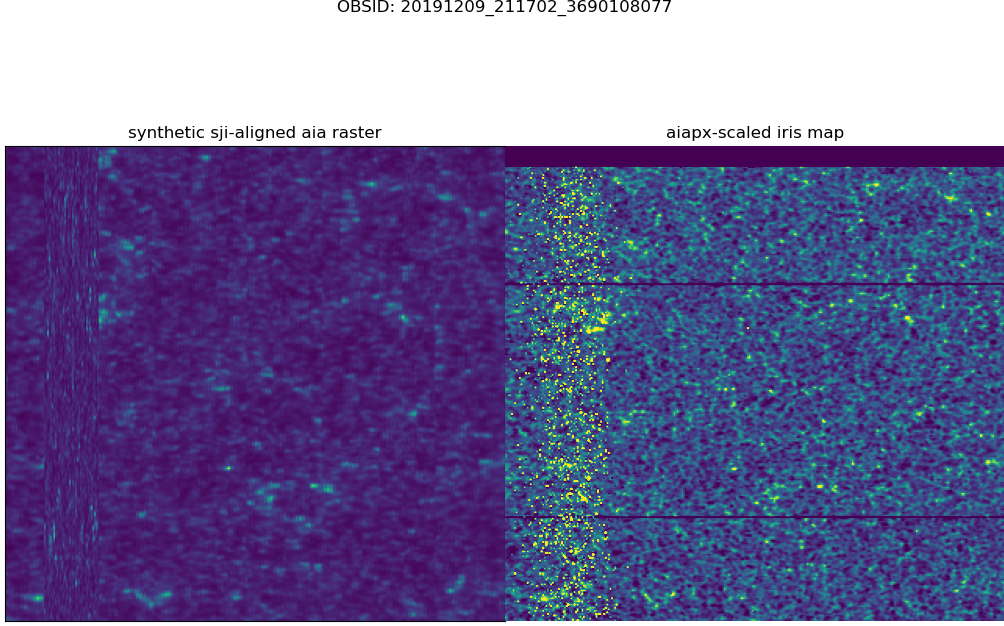 OBSID: 20191209_211702_3690108077
synthetic sji-aligned aia raster
aiapx-scaled iris map